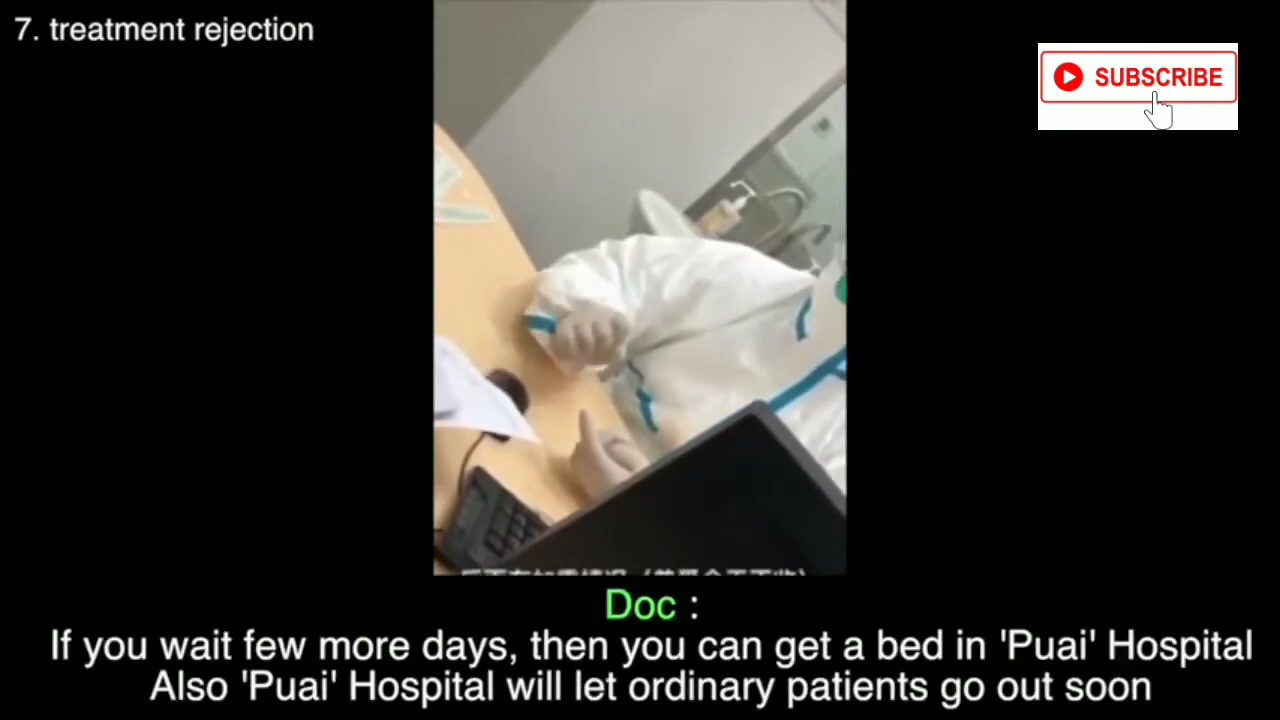 7. treatment rejection
SUBSCRIBE
Doc :
If you wait few more days, then you can get a bed in 'Puai' Hospital
Also 'Puai' Hospital will let ordinary patients go out soon